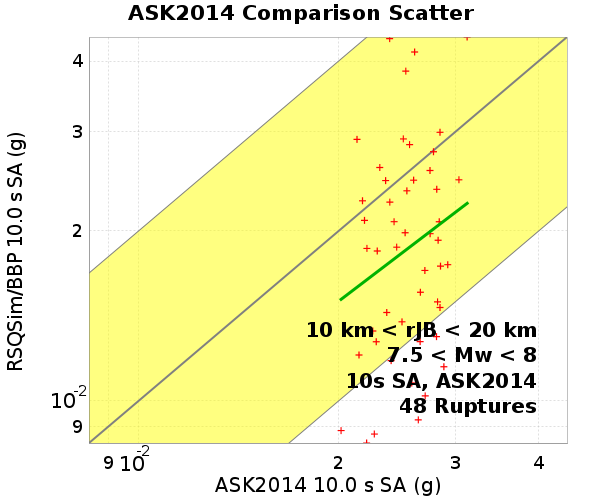 ASK2014 Comparison Scatter
RSQSim/BBP 10.0 s SA (g)
4
3
2
10-2
9
10 km < rJB < 20 km
7.5 < Mw < 8
10s SA, ASK2014
48 Ruptures
9 10-2 2 3 4
ASK2014 10.0 s SA (g)